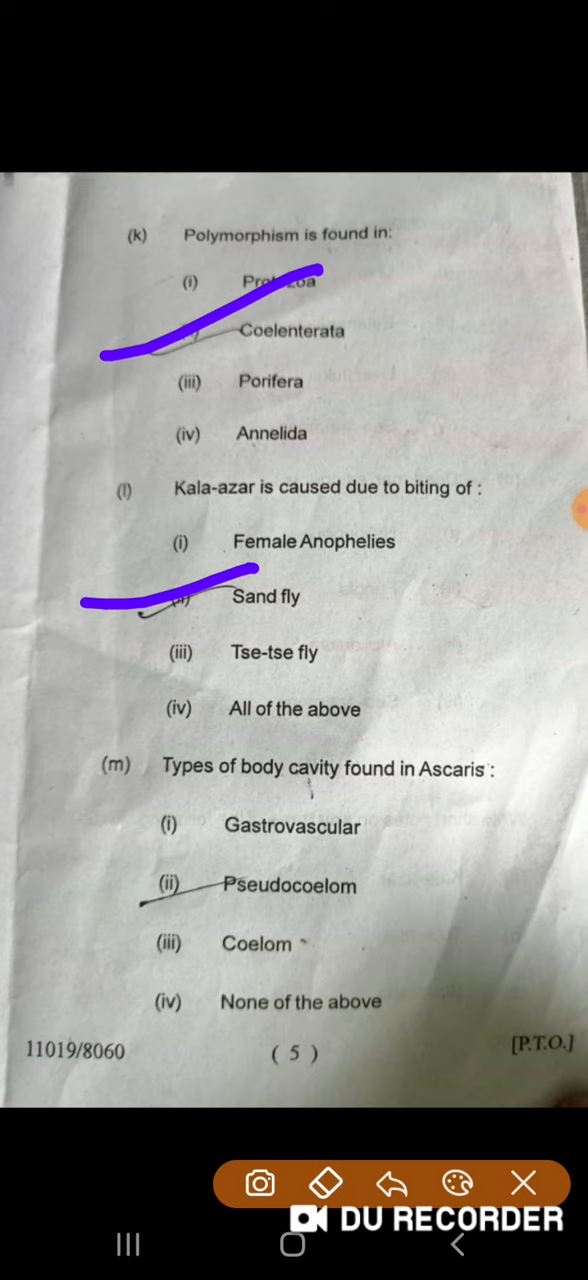 (k) Polymorphism is found in:
(i) Protozoa
Coelenterata
(iii) Porifera
(iv) Annelida
(l) Kala-azar is caused due to biting of :
(i) Female Anophelies
(ii) Sand fly
(iii) Tse-tse fly
(iv) All of the above
(m) Types of body cavity found in Ascaris :
(i) Gastrovascular
(ii) Pseudocoelom
(iii) Coelom
(iv) None of the above
11019/8060 ( 5 ) [P.T.O.]
DU RECORDER